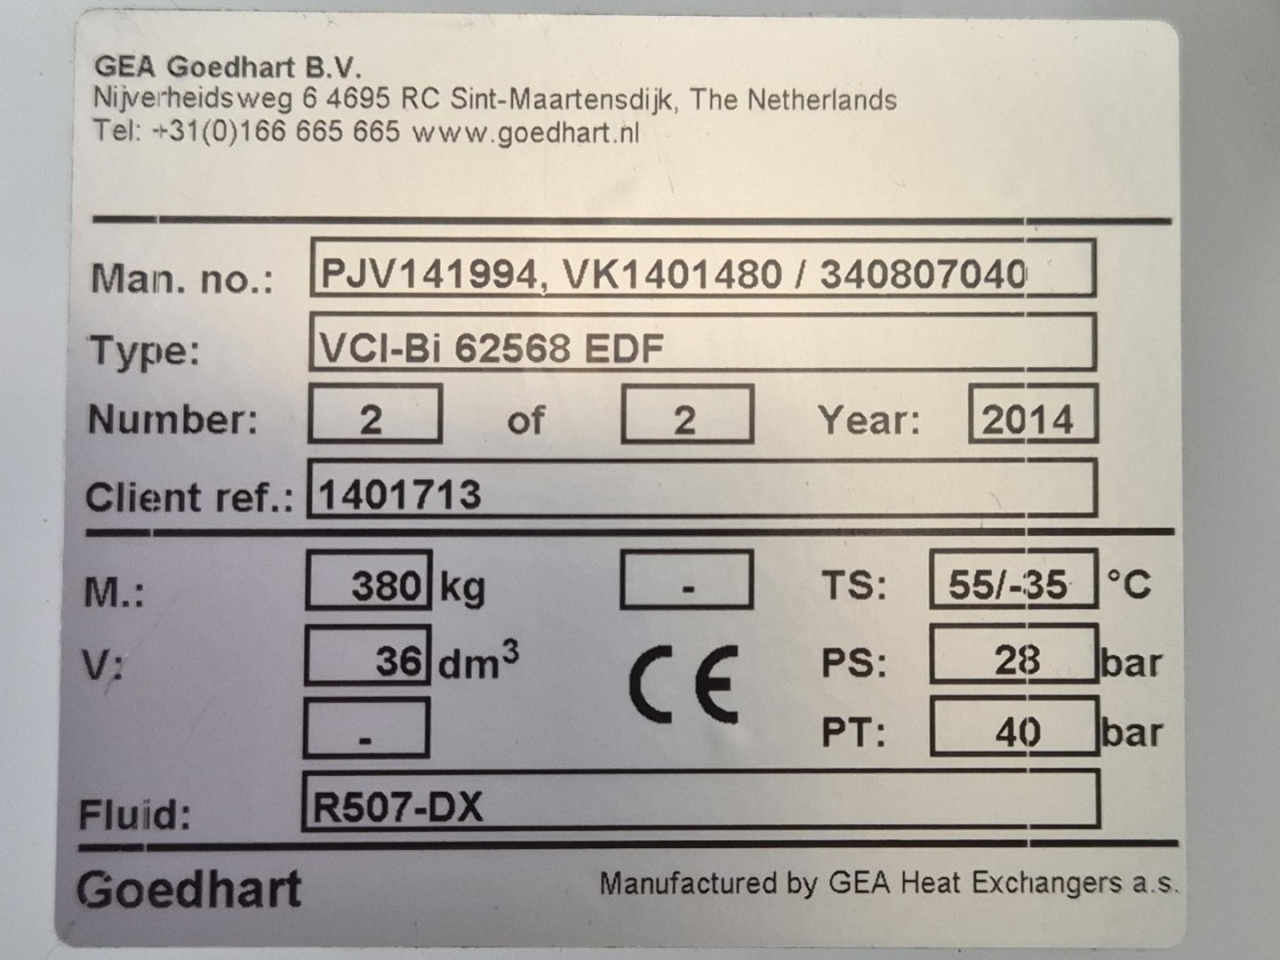 GEA Goedhart B.V.
Nijverheidsweg 6 4695 RC Sint-Maartensdijk, The Netherlands
Tel: +31(0)166 665 665 www.goedhart.nl
Man. no.: PJV141994, VK1401480 / 340807040
Type: VCI-Bi 62568 EDF
Number: 2 of 2 Year: 2014
Client ref.: 1401713
M.: 380 kg - TS: 55/-35 °C
V: 36 dm³ CE PS: 28 bar
- PT: 40 bar
Fluid: R507-DX
Goedhart Manufactured by GEA Heat Exchangers a.s.